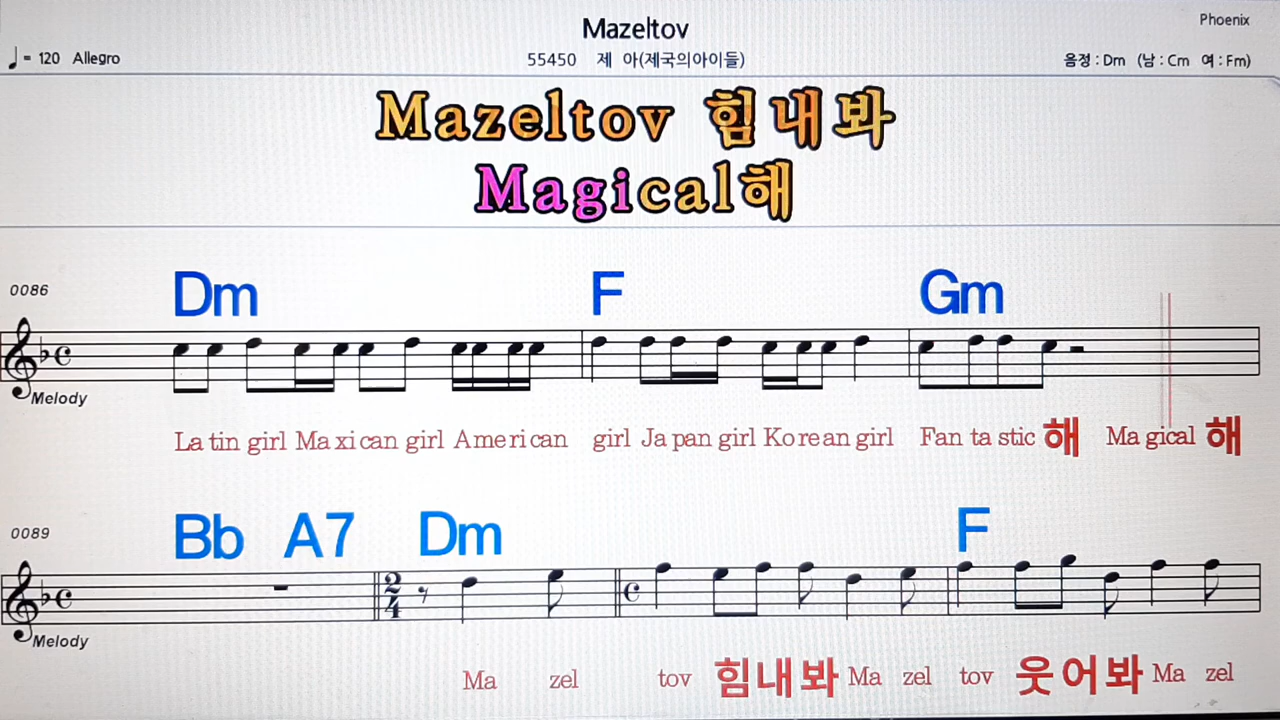 Mazeltov
Phoenix
♩= 120 Allegro
55450 제 아(제국의아이들)
음정 : Dm (남 : Cm 여 : Fm)
Mazeltov 힘내봐
Magical해
0086
Dm F Gm
Melody
La tin girl Ma xi can girl A me ri can girl Ja pan girl Ko re an girl Fan ta stic 해 Ma gical 해
0089
Bb A7 Dm F
2
4
Melody
Ma zel tov 힘내봐 Ma zel tov 웃어봐 Ma zel